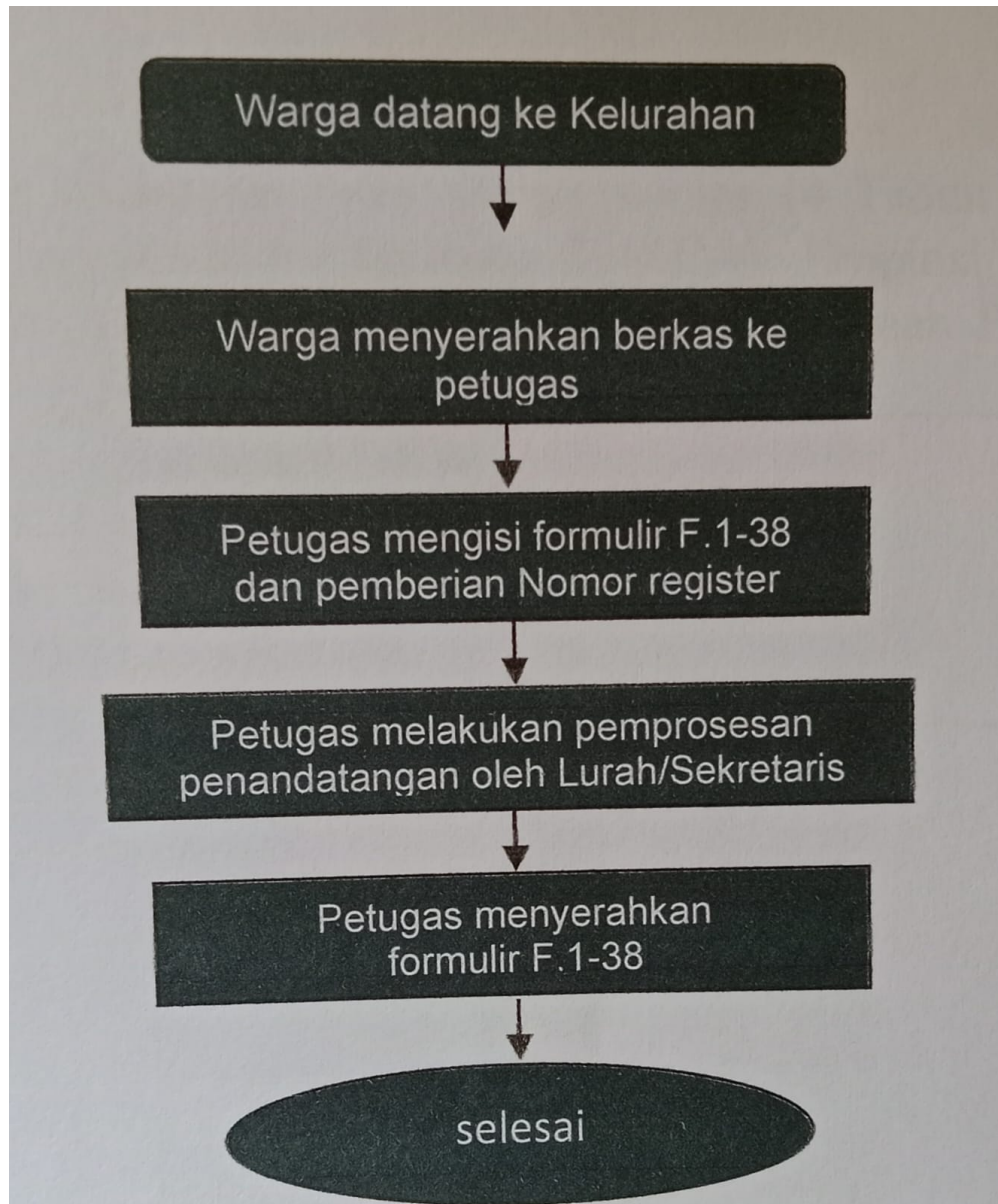 Warga datang ke Kelurahan
Warga menyerahkan berkas ke
petugas
Petugas mengisi formulir F.1-38
dan pemberian Nomor register
Petugas melakukan pemprosesan
penandatangan oleh Lurah/Sekretaris
Petugas menyerahkan
formulir F.1-38
selesai